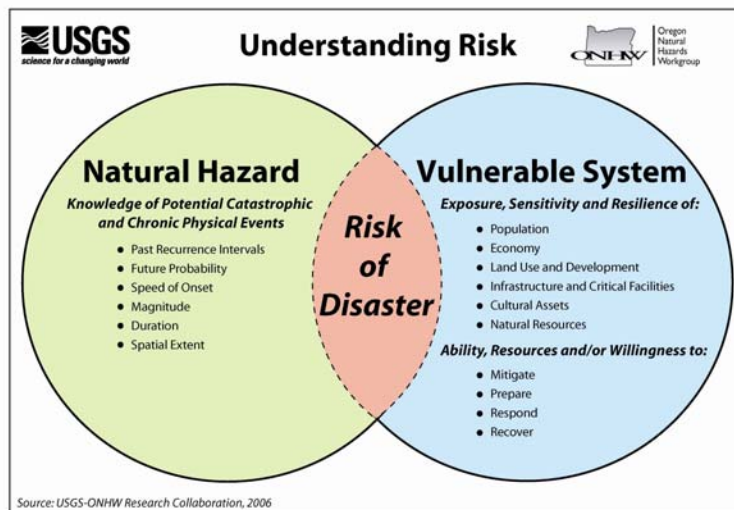 USGS
science for a changing world
Understanding Risk
ONHW
Oregon
Natural
Hazards
Workgroup
Natural Hazard
Knowledge of Potential Catastrophic
and Chronic Physical Events
• Past Recurrence Intervals
• Future Probability
• Speed of Onset
• Magnitude
• Duration
• Spatial Extent
Risk
of
Disaster
Vulnerable System
Exposure, Sensitivity and Resilience of:
• Population
• Economy
• Land Use and Development
• Infrastructure and Critical Facilities
• Cultural Assets
• Natural Resources
Ability, Resources and/or Willingness to:
• Mitigate
• Prepare
• Respond
• Recover
Source: USGS-ONHW Research Collaboration, 2006